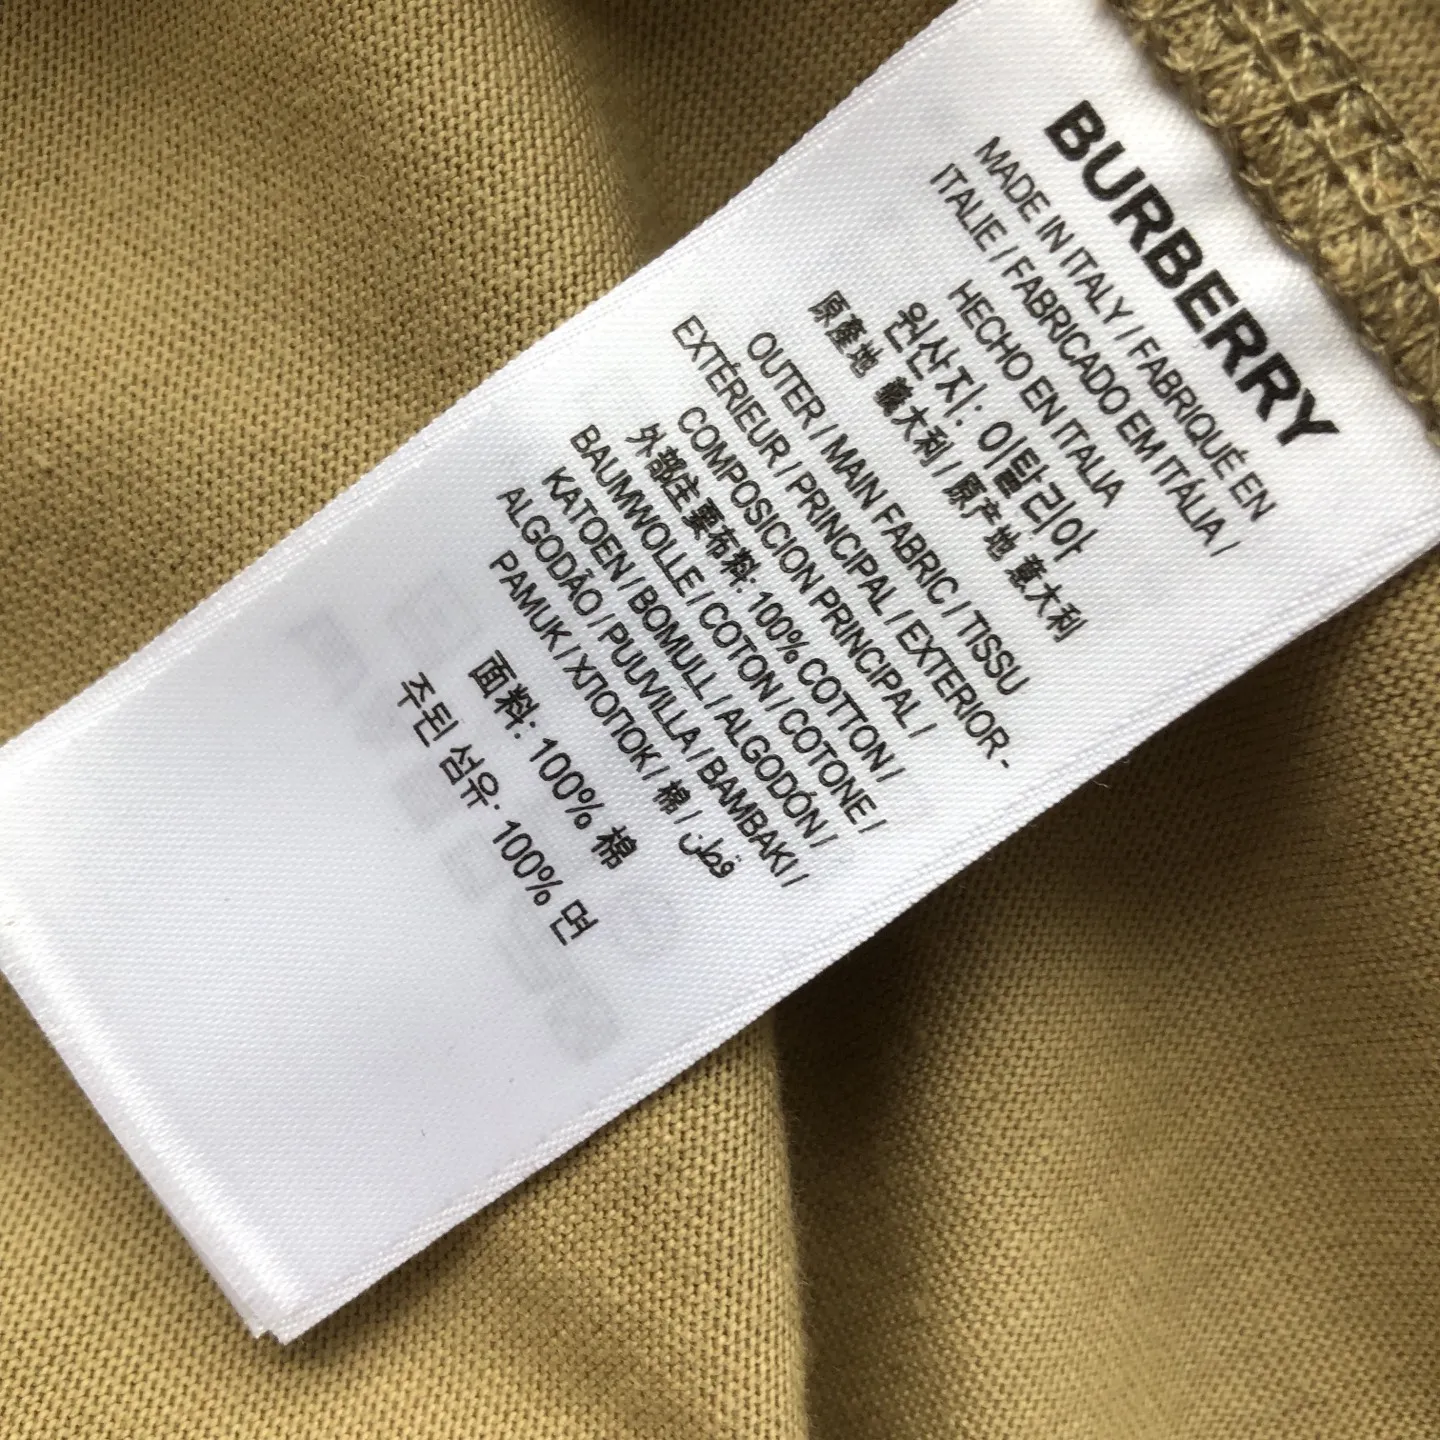 BURBERRY
MADE IN ITALY / FABRIQUÉ EN
ITALIE / FABRICADO EM ITÁLIA /
HECHO EN ITALIA
원산지: 이탈리아
原產地 義大利 / 原产地 意大利
OUTER / MAIN FABRIC / TISSU
EXTÉRIEUR / PRINCIPAL / EXTERIOR -
COMPOSICION PRINCIPAL /
外部主要布料: 100% COTTON /
BAUMWOLLE / COTON / COTONE /
KATOEN / BOMULL / ALGODÓN /
ALGODÃO / PUUVILLA / BAMBAKI /
PAMUK / ХЛОПОК / 棉 / قطن
面料: 100% 棉
주된 섬유: 100% 면